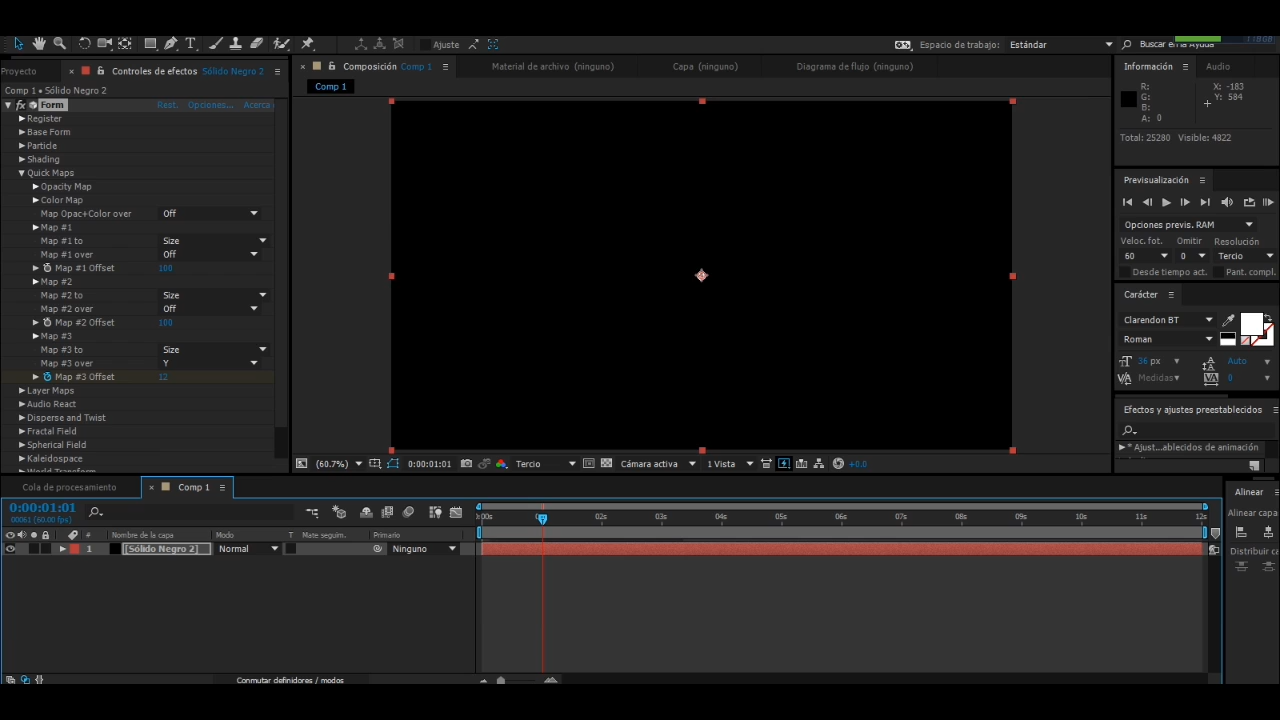 Ajuste
Espacio de trabajo: Estándar
Buscar en la Ayuda
Proyecto
Controles de efectos Sólido Negro 2
Composición Comp 1
Material de archivo (ninguno)
Capa (ninguno)
Diagrama de flujo (ninguno)
Información
Audio
Comp 1 • Sólido Negro 2
Comp 1
fx Form Rest. Opciones... Acerca
Register
Base Form
Particle
Shading
Quick Maps
Opacity Map
Color Map
Map Opac+Color over Off
Map #1
Map #1 to Size
Map #1 over Off
Map #1 Offset 100
Map #2
Map #2 to Size
Map #2 over Off
Map #2 Offset 100
Map #3
Map #3 to Size
Map #3 over Y
Map #3 Offset 12
Layer Maps
Audio React
Disperse and Twist
Fractal Field
Spherical Field
Kaleidospace
World Transform
R:
G:
B:
A: 0
X: -183
Y: 584
Total: 25280 Visible: 4822
Previsualización
Opciones previs. RAM
Veloc. fot. Omitir Resolución
60 0 Tercio
Desde tiempo act. Pant. compl.
Carácter
Clarendon BT
Roman
36 px Auto
Medidas 0
Efectos y ajustes preestablecidos
* Ajust...ablecidos de animación
(60.7%) 0:00:01:01 Tercio Cámara activa 1 Vista +0.0
Cola de procesamiento
Comp 1
Alinear
0:00:01:01
00061 (60.00 fps)
Alinear capa
Nº Nombre de la capa Modo T Mate seguim. Primario
1 [Sólido Negro 2] Normal Ninguno
:00s 02s 03s 04s 05s 06s 07s 08s 09s 10s 11s 12s
Distribuir ca
Conmutar definidores / modos